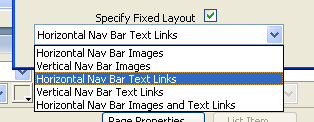 Specify Fixed Layout
Horizontal Nav Bar Text Links
Horizontal Nav Bar Images
Vertical Nav Bar Images
Horizontal Nav Bar Text Links
Vertical Nav Bar Text Links
Horizontal Nav Bar Images and Text Links
Page Properties...
List Item...